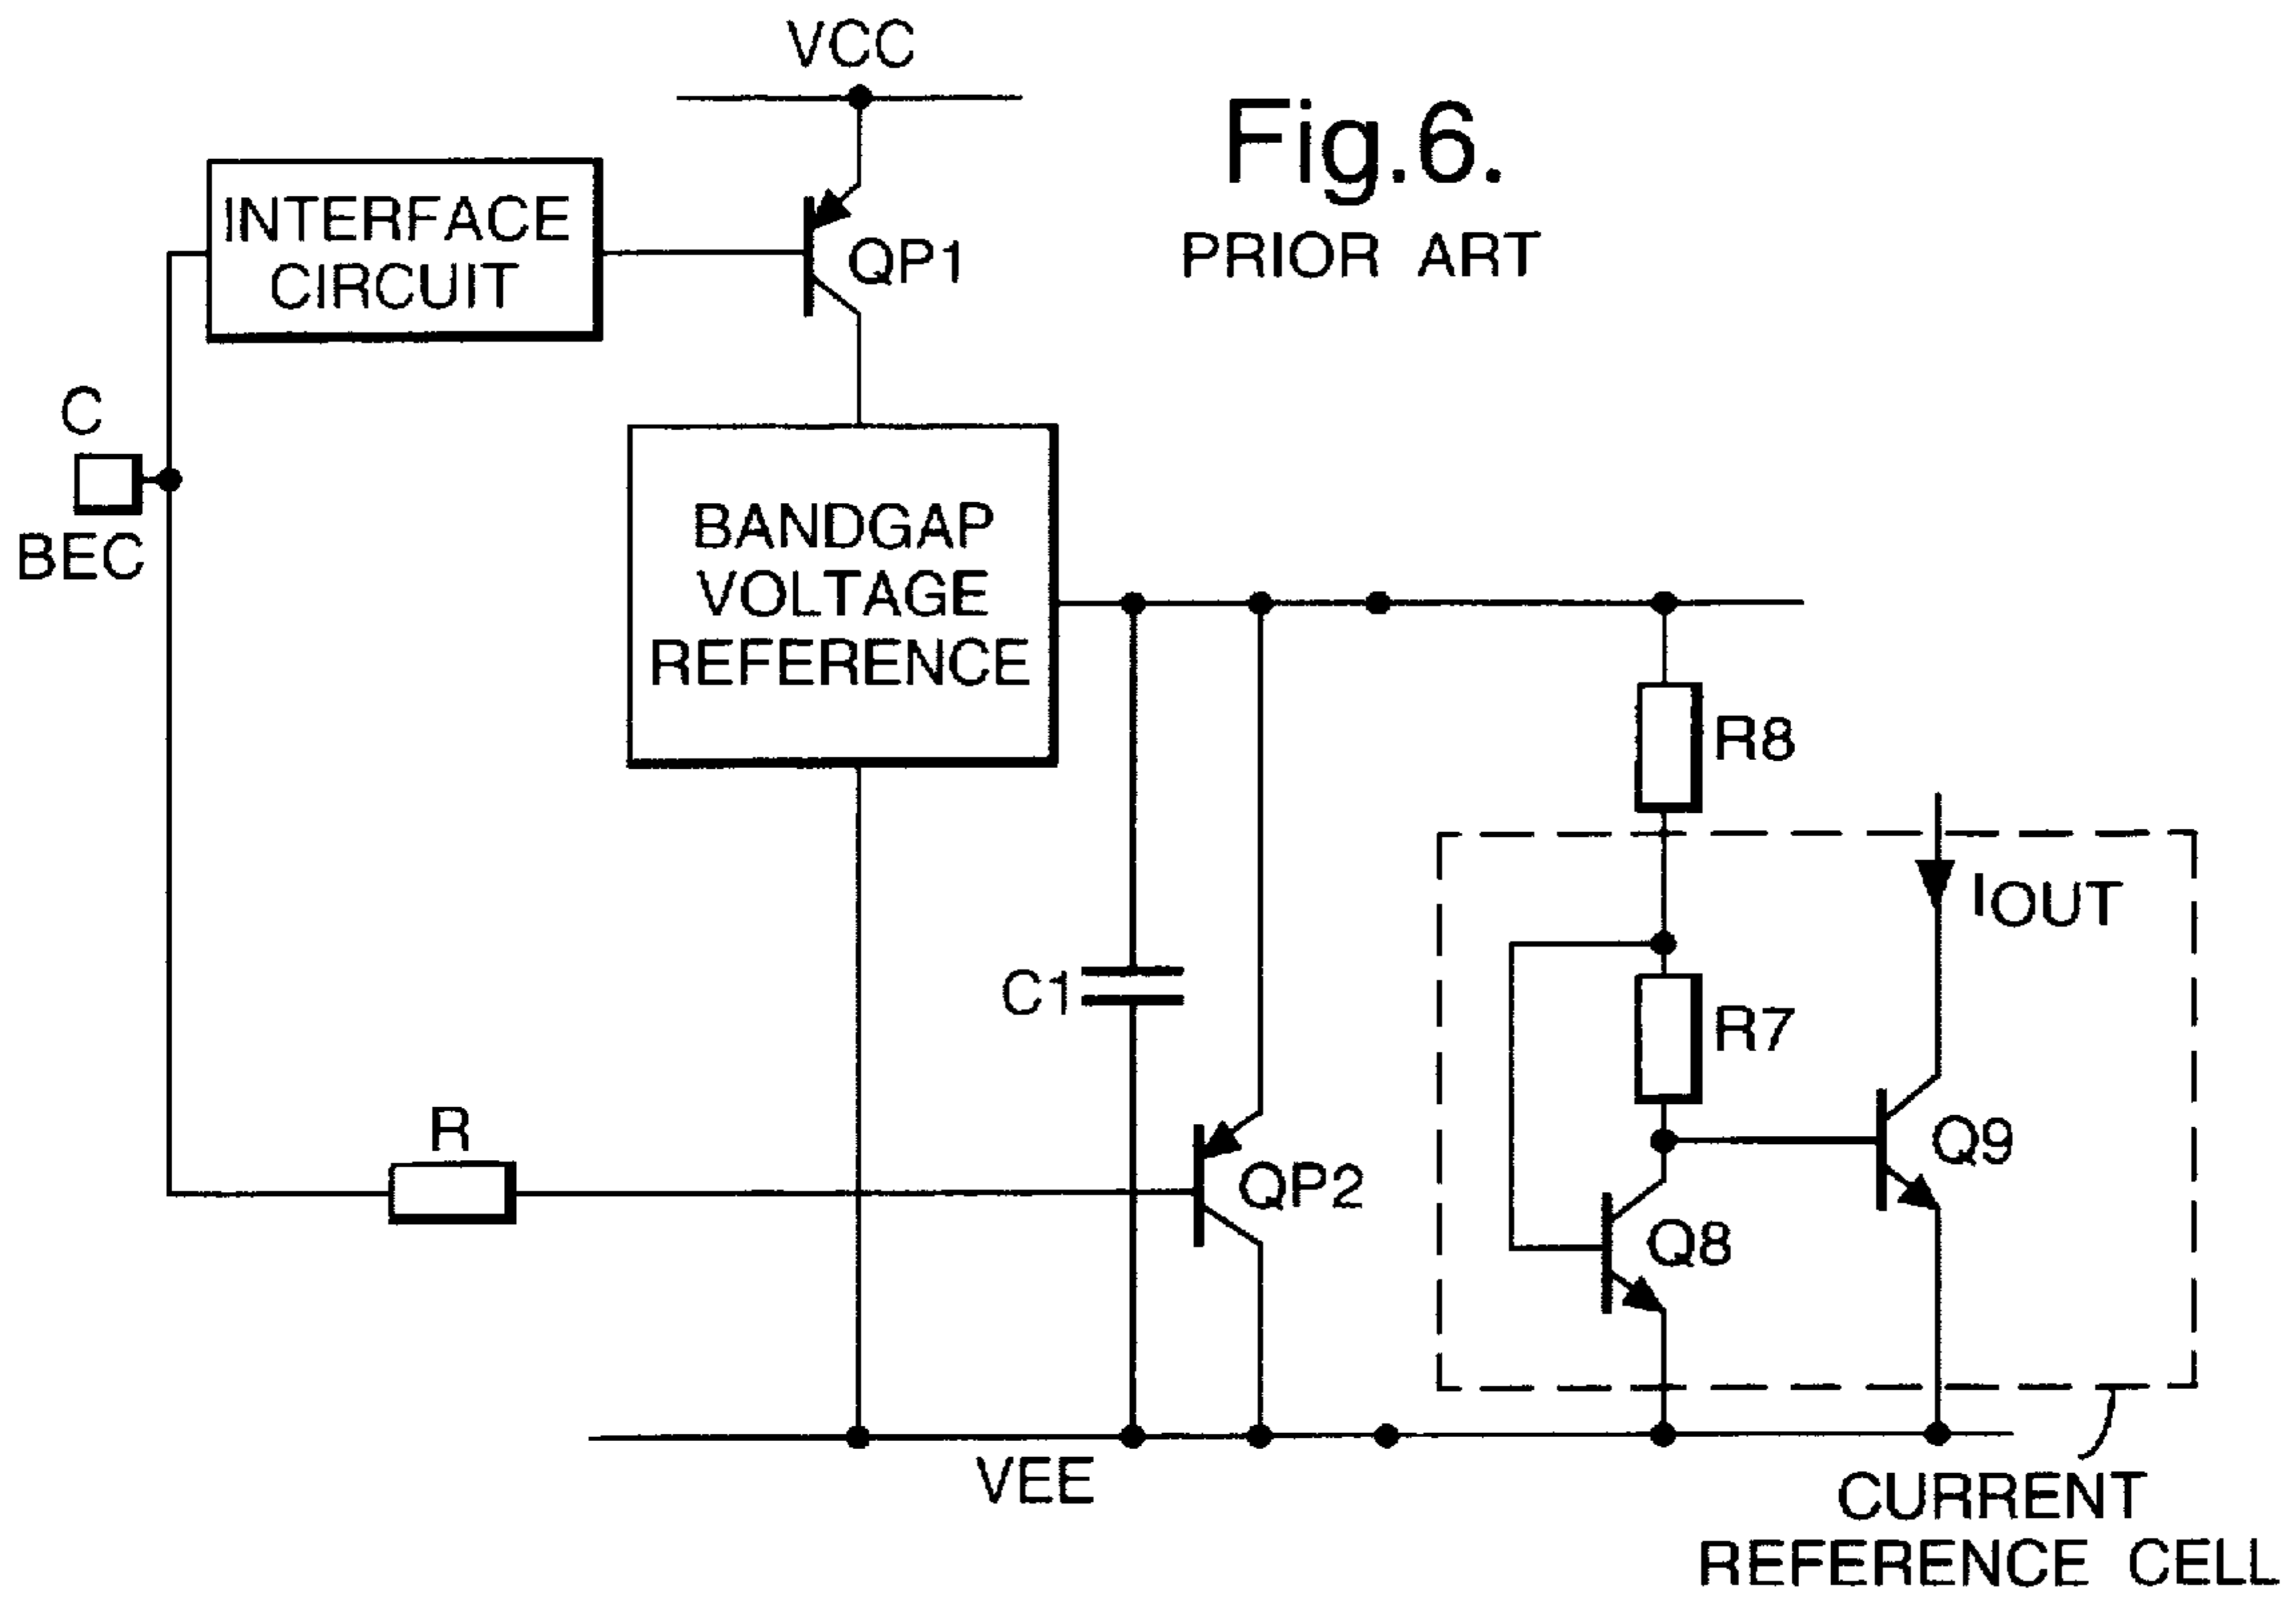 VCC
Fig.6.
PRIOR ART
INTERFACE
CIRCUIT
QP1
C
BEC
BANDGAP
VOLTAGE
REFERENCE
R8
IOUT
C1
R7
R
QP2
Q9
Q8
VEE
CURRENT
REFERENCE CELL